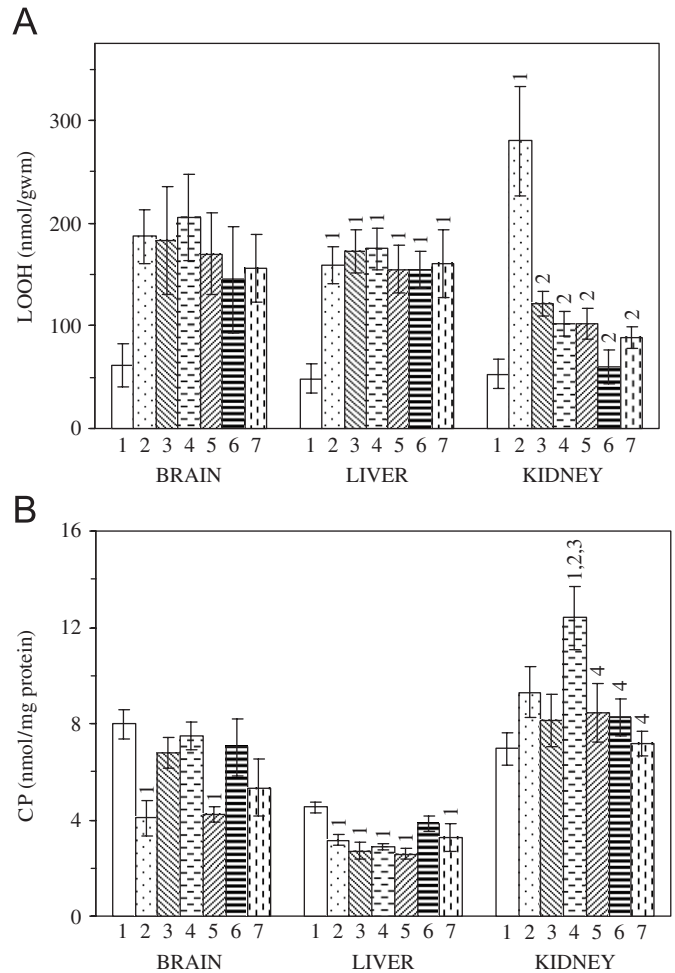 A
LOOH (nmol/gwm)
300
200
100
0
1
1 1 1 1 1 1
2 2 2 2 2
1 2 3 4 5 6 7 1 2 3 4 5 6 7 1 2 3 4 5 6 7
BRAIN LIVER KIDNEY
B
CP (nmol/mg protein)
16
12
8
4
0
1,2,3
4 4 4
1 1
1 1 1 1 1
1 2 3 4 5 6 7 1 2 3 4 5 6 7 1 2 3 4 5 6 7
BRAIN LIVER KIDNEY